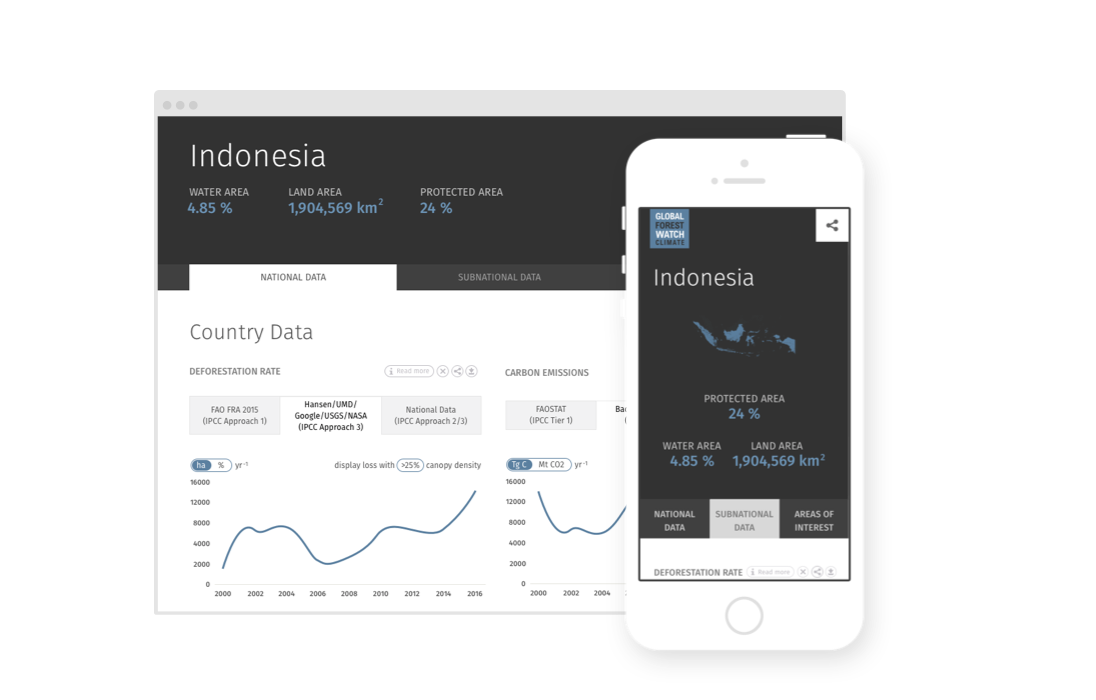 Indonesia
WATER AREA
4.85 %
LAND AREA
1,904,569 km²
PROTECTED AREA
24 %
NATIONAL DATA
SUBNATIONAL DATA
Country Data
DEFORESTATION RATE
Read more
FAO FRA 2015
(IPCC Approach 1)
Hansen/UMD/
Google/USGS/NASA
(IPCC Approach 3)
National Data
(IPCC Approach 2/3)
ha % yr⁻¹
display loss with >25% canopy density
16000
12000
8000
4000
2000
0
2000 2002 2004 2006 2008 2010 2012 2014 2016
CARBON EMISSIONS
FAOSTAT
(IPCC Tier 1)
Tg C Mt CO2 yr⁻¹
16000
12000
8000
4000
2000
0
2000 2002 2004
GLOBAL
FOREST
WATCH
CLIMATE
Indonesia
PROTECTED AREA
24 %
WATER AREA
4.85 %
LAND AREA
1,904,569 km²
NATIONAL
DATA
SUBNATIONAL
DATA
AREAS OF
INTEREST
DEFORESTATION RATE
Read more